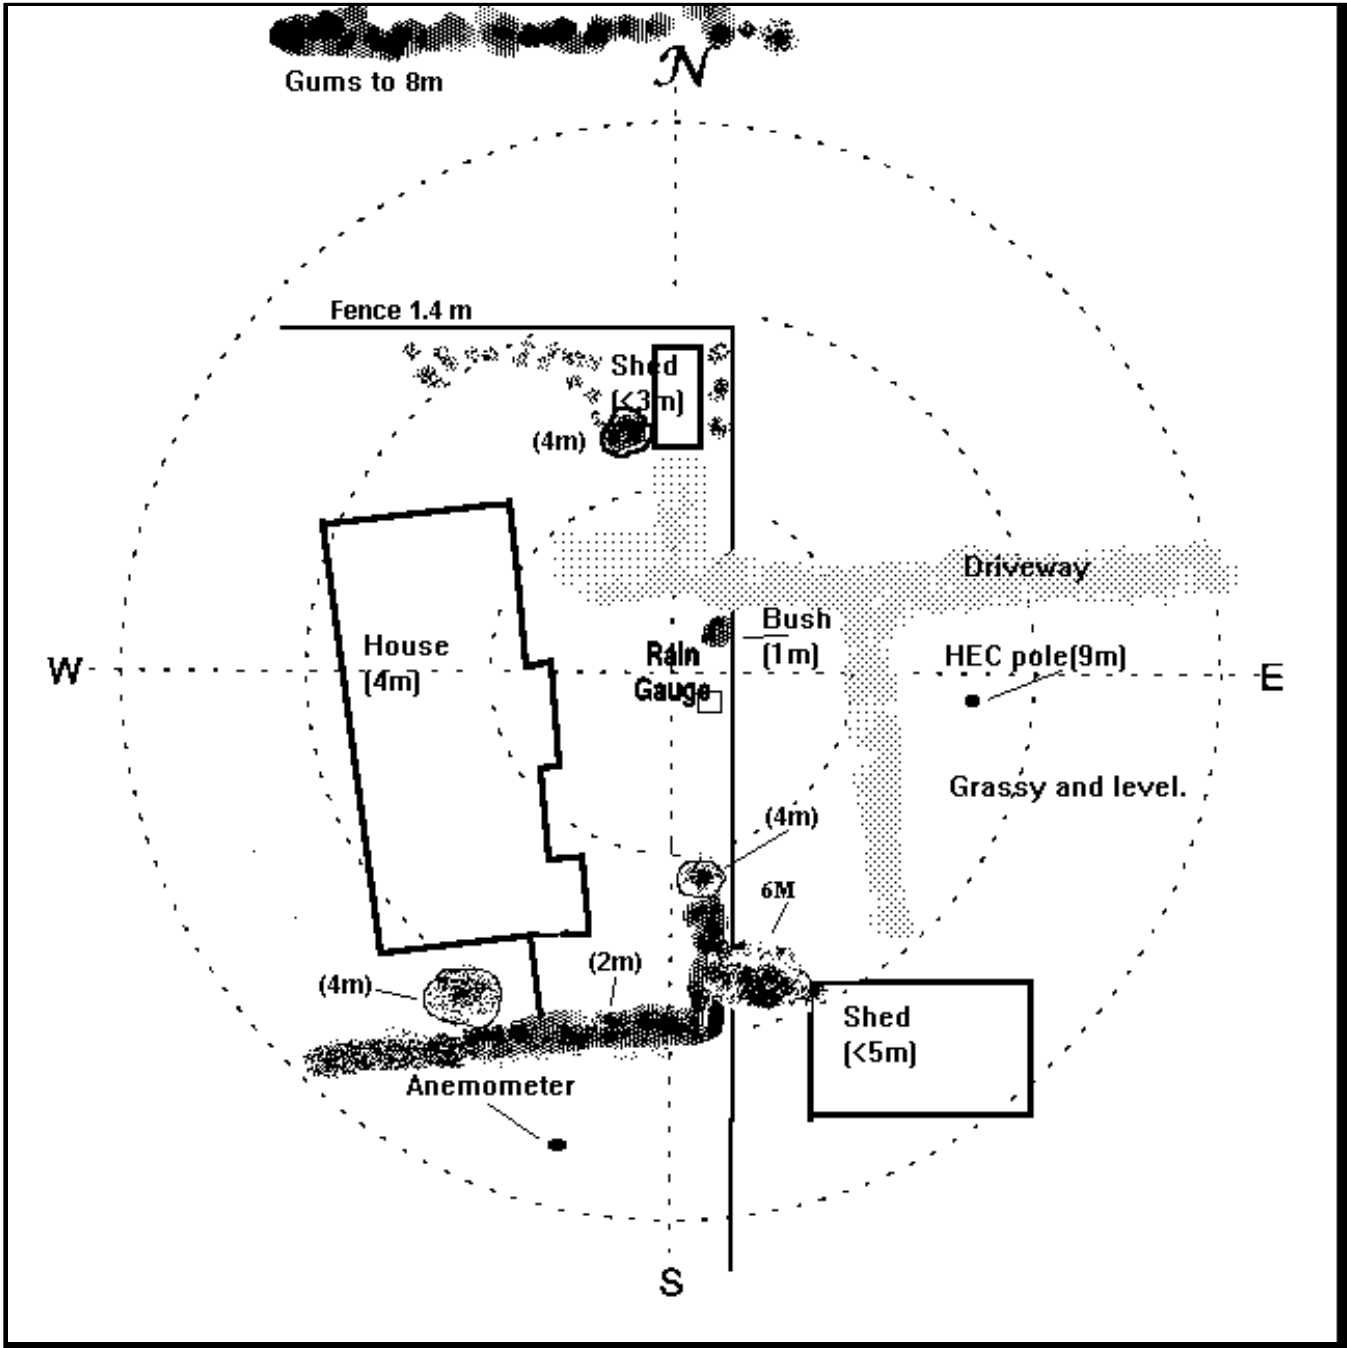 N
Gums to 8m
Fence 1.4 m
Shed
(<3m)
(4m)
Driveway
Bush
(1m)
House
(4m)
Rain
Gauge
HEC pole(9m)
W
E
Grassy and level.
(4m)
6M
(2m)
(4m)
Shed
(<5m)
Anemometer
S